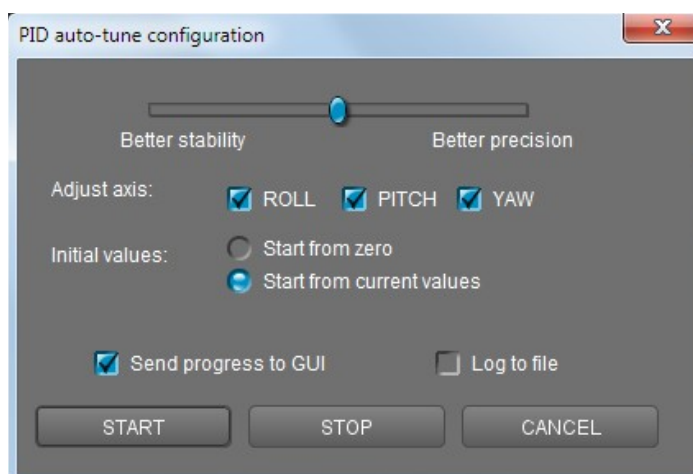 PID auto-tune configuration
Better stability Better precision
Adjust axis: ROLL PITCH YAW
Initial values: Start from zero
Start from current values
Send progress to GUI Log to file
START STOP CANCEL